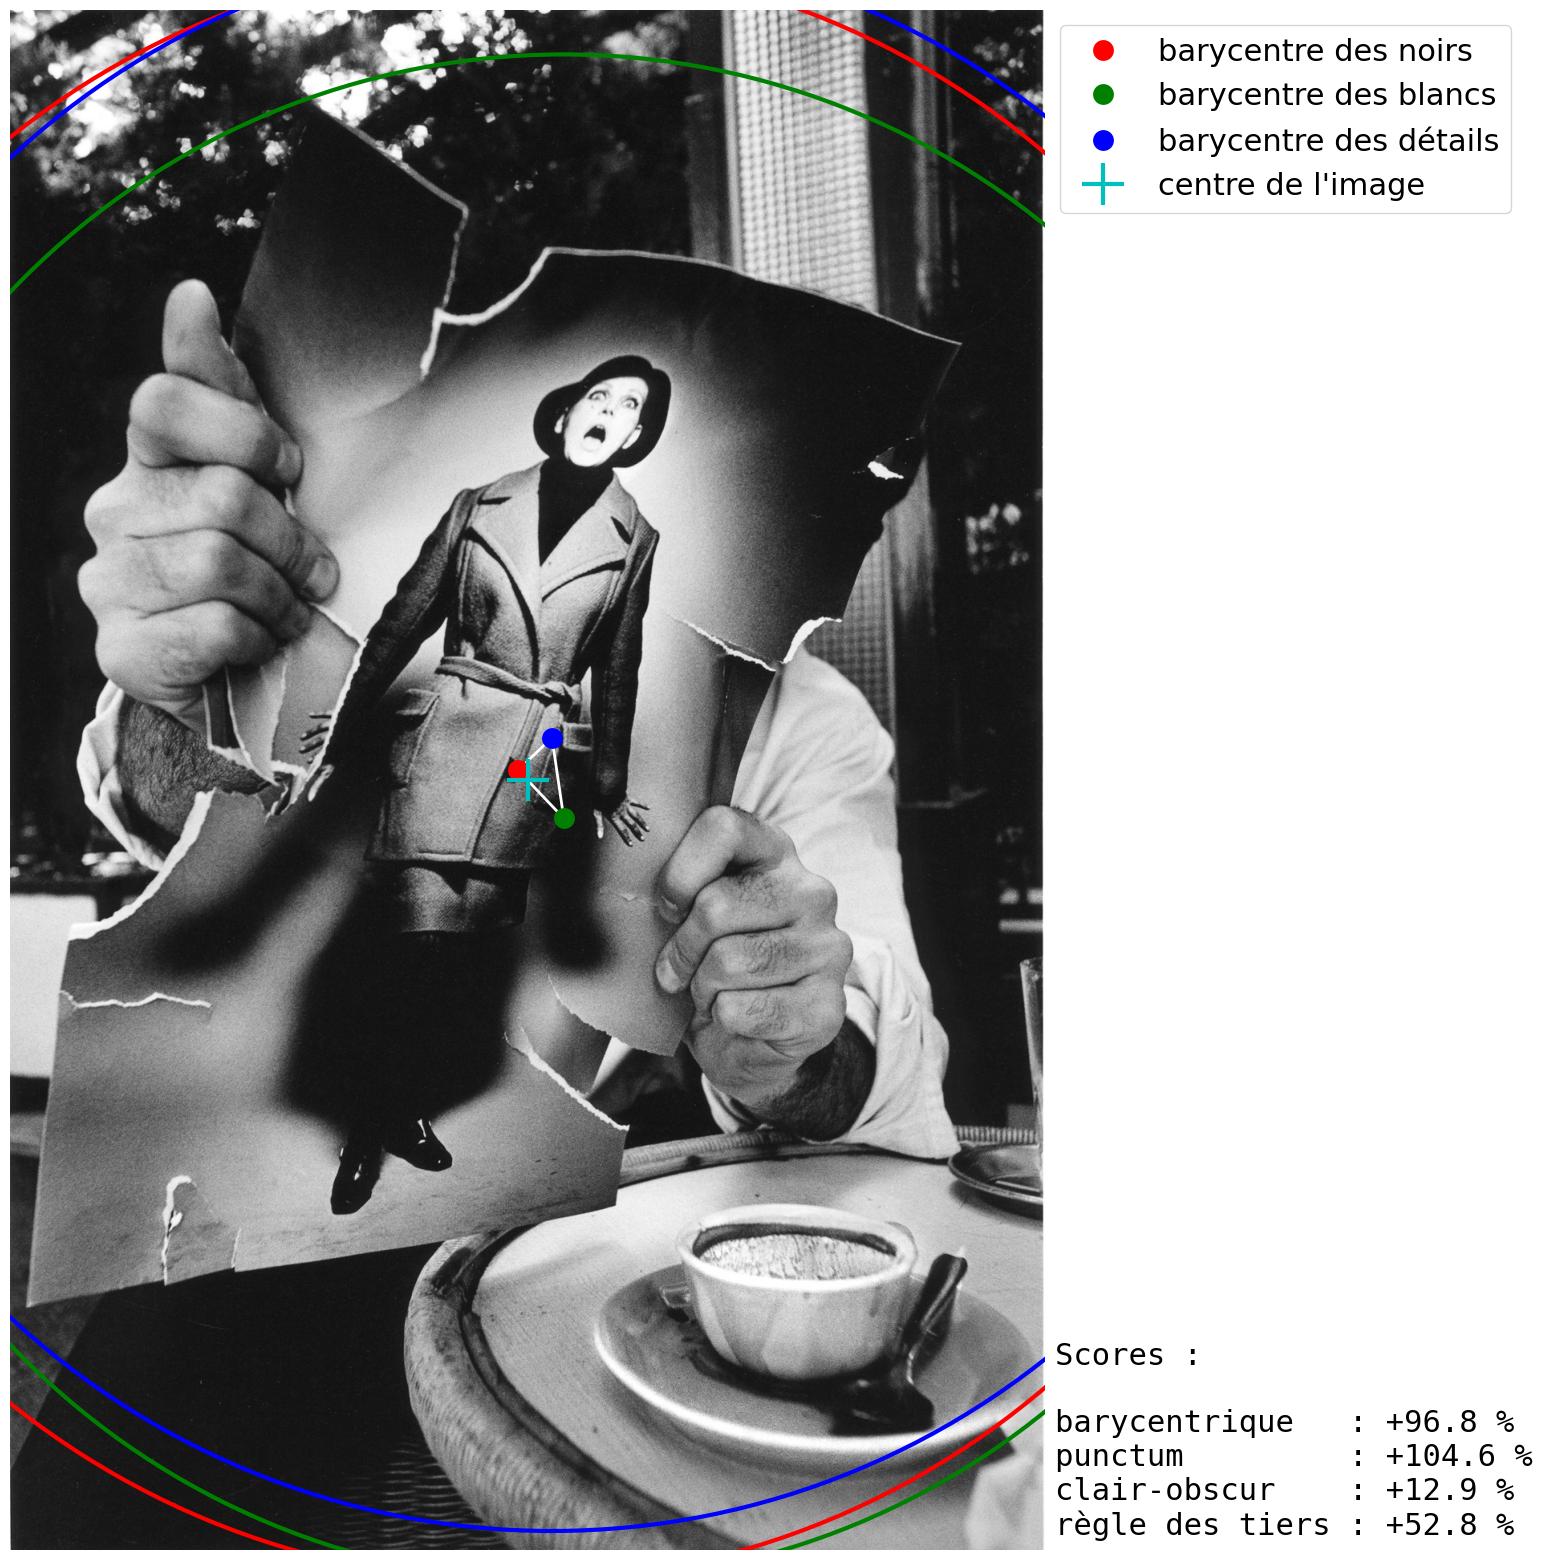 barycentre des noirs
barycentre des blancs
barycentre des détails
centre de l'image
Scores :
barycentrique   : +96.8 %
punctum         : +104.6 %
clair-obscur    : +12.9 %
règle des tiers : +52.8 %